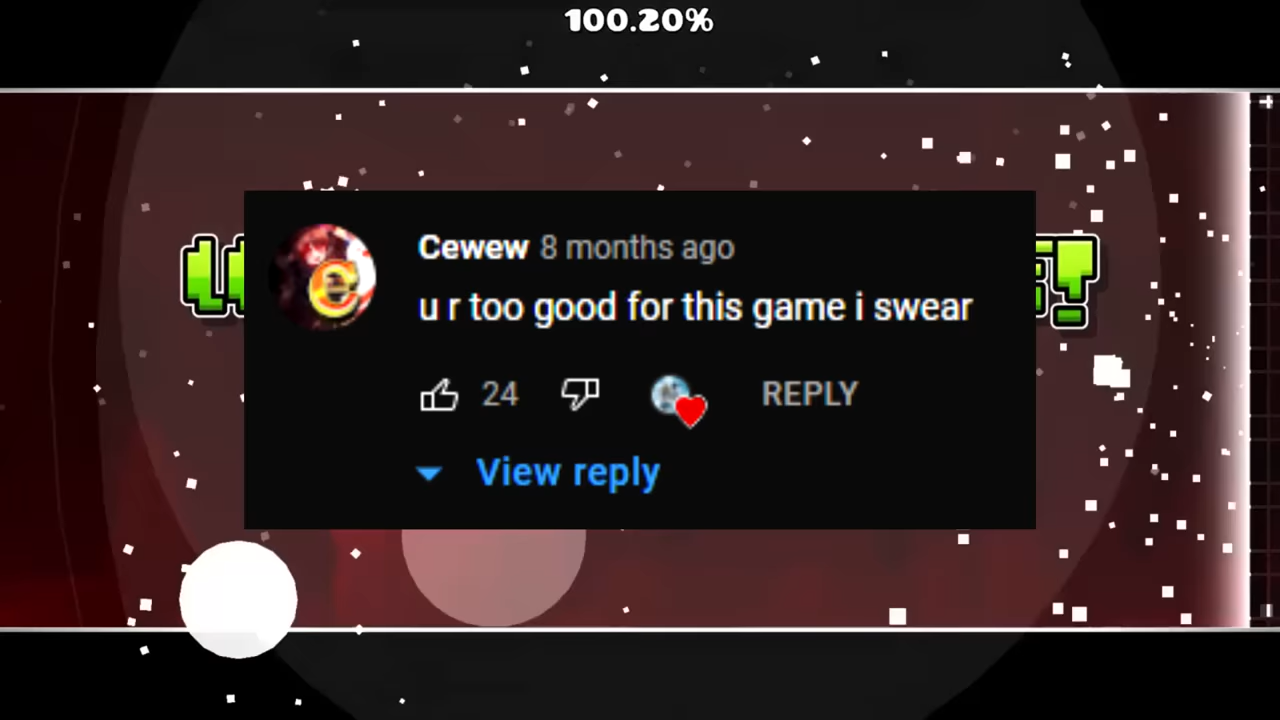 100.20%
Cewew 8 months ago
u r too good for this game i swear
24
REPLY
View reply